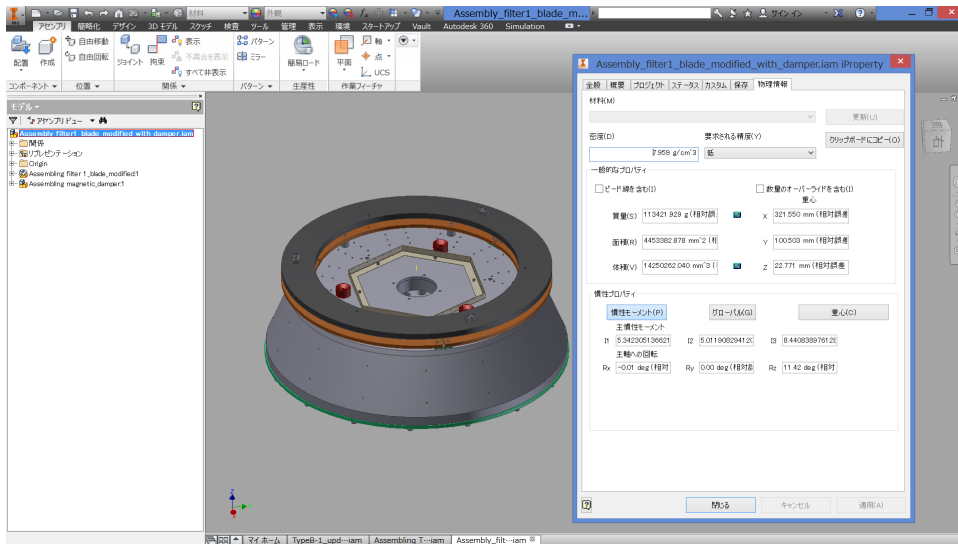 材料
外観
Assembly_filter1_blade_m...
サインイン
アセンブリ 簡略化 デザイン 3D モデル スケッチ 検査 ツール 管理 表示 環境 スタートアップ Vault Autodesk 360 Simulation
配置
作成
自由移動
自由回転
ジョイント
拘束
表示
不具合を表示
すべて非表示
パターン
ミラー
簡易ロード
平面
軸
点
UCS
コンポーネント 位置 関係 パターン 生産性 作業フィーチャ
モデル
アセンブリ ビュー
Assembly_filter1_blade_modified_with_damper.iam
関係
リプレゼンテーション
Origin
Assembling filter 1_blade_modified:1
Assembling magnetic_damper:1
Assembly_filter1_blade_modified_with_damper.iam iProperty
全般 概要 プロジェクト ステータス カスタム 保存 物理情報
材料(M)
更新(U)
密度(D)
要求される精度(Y)
クリップボードにコピー(O)
7.959 g/cm^3
低
一般的なプロパティ
ビード線を含む(I)
数量のオーバーライドを含む(I)
重心
質量(S) 113421.929 g (相対誤
X 321.550 mm (相対誤差
面積(R) 4453382.878 mm^2 (相
Y 100.503 mm (相対誤差
体積(V) 14250262.040 mm^3 (
Z 22.771 mm (相対誤差
慣性プロパティ
慣性モーメント(P) グローバル(G) 重心(C)
主慣性モーメント
I1 5.342305136621 I2 5.01190829412 I3 8.44083897612
主軸への回転
Rx -0.01 deg (相対 Ry 0.00 deg (相対誤 Rz 11.42 deg (相対
閉じる キャンセル 適用(A)
Z
マイ ホーム TypeB-1_upd…iam Assembling T…iam Assembly_filt…iam